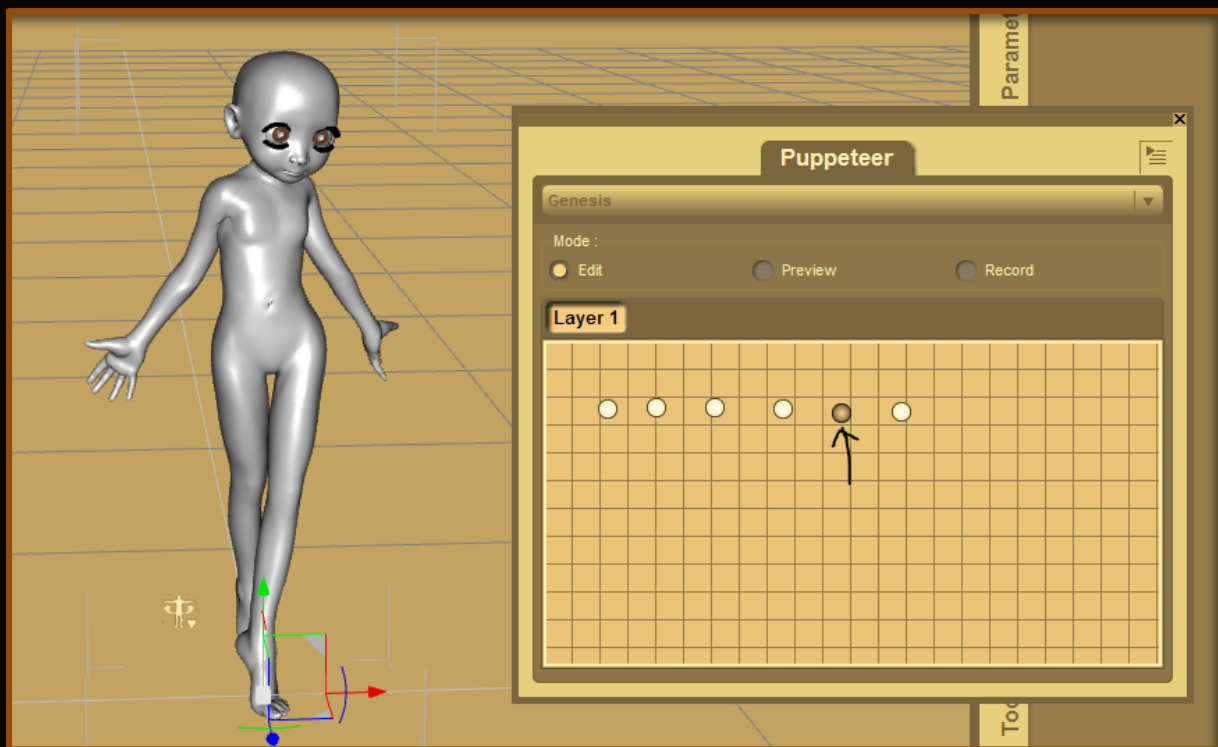 Paramet
Puppeteer
Genesis
Mode :
Edit
Preview
Record
Layer 1
Too